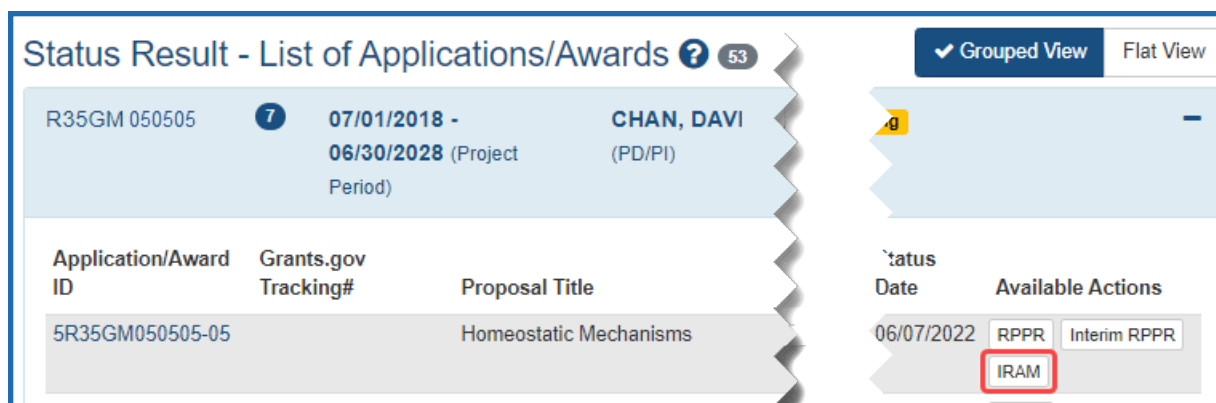 Status Result - List of Applications/Awards ? 53
✔ Grouped View Flat View
R35GM 050505 7 07/01/2018 - CHAN, DAVI
06/30/2028 (Project (PD/PI)
Period)
Application/Award Grants.gov
ID Tracking# Proposal Title Date Available Actions
5R35GM050505-05 Homeostatic Mechanisms 06/07/2022 RPPR Interim RPPR
IRAM